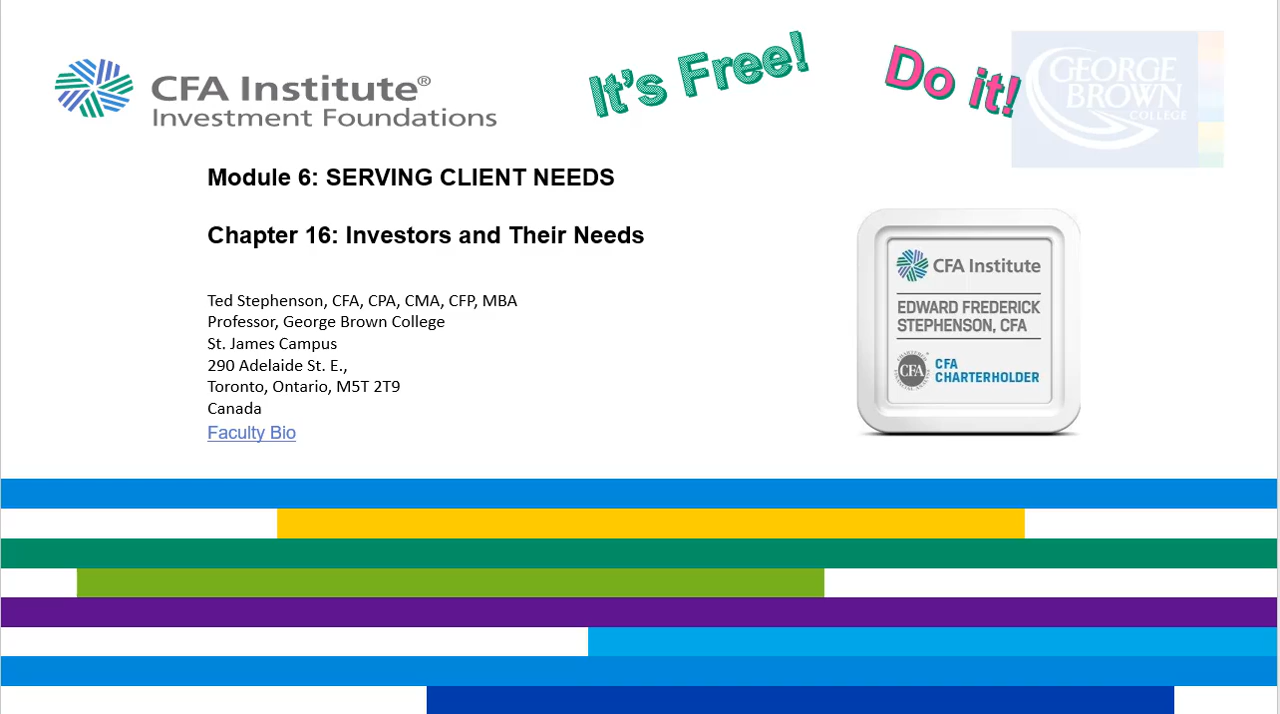 CFA Institute®
Investment Foundations
It's Free!
Do it!
GEORGE
BROWN
COLLEGE
Module 6: SERVING CLIENT NEEDS
Chapter 16: Investors and Their Needs
Ted Stephenson, CFA, CPA, CMA, CFP, MBA
Professor, George Brown College
St. James Campus
290 Adelaide St. E.,
Toronto, Ontario, M5T 2T9
Canada
Faculty Bio
CFA Institute
EDWARD FREDERICK
STEPHENSON, CFA
CFA
CFA
CHARTERHOLDER